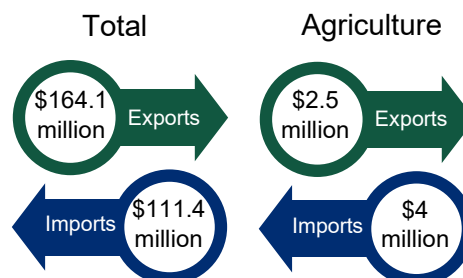 Total
Agriculture
$164.1
million
Exports
$2.5
million
Exports
Imports
$111.4
million
Imports
$4
million